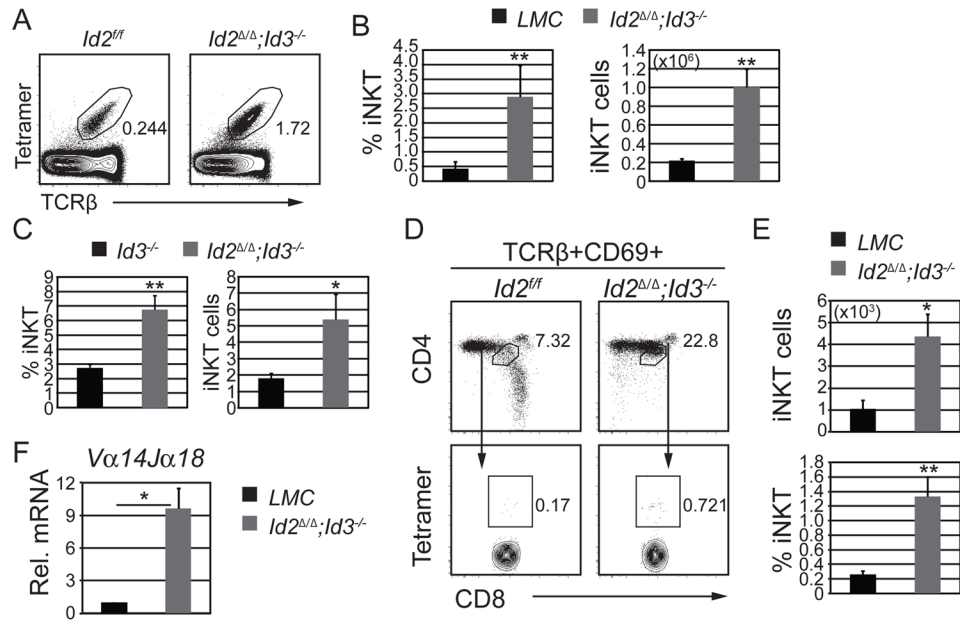 A
Id2f/f
Id2Δ/Δ;Id3-/-
Tetramer
0.244
1.72
TCRβ
B
LMC
Id2Δ/Δ;Id3-/-
% iNKT
4.5
4.0
3.5
3.0
2.5
2.0
1.5
1.0
0.5
0
**
iNKT cells
(x10⁶)
1.4
1.2
1.0
0.8
0.6
0.4
0.2
0
**
C
Id3-/-
Id2Δ/Δ;Id3-/-
% iNKT
9
8
7
6
5
4
3
2
1
0
**
iNKT cells
8
7
6
5
4
3
2
1
0
*
D
TCRβ+CD69+
Id2f/f
Id2Δ/Δ;Id3-/-
CD4
7.32
22.8
Tetramer
0.17
0.721
CD8
E
LMC
Id2Δ/Δ;Id3-/-
iNKT cells
(x10³)
6
5
4
3
2
1
0
*
% iNKT
1.8
1.6
1.4
1.2
1.0
0.8
0.6
0.4
0.2
0
**
F
Vα14Jα18
Rel. mRNA
12
9
6
3
0
*
LMC
Id2Δ/Δ;Id3-/-